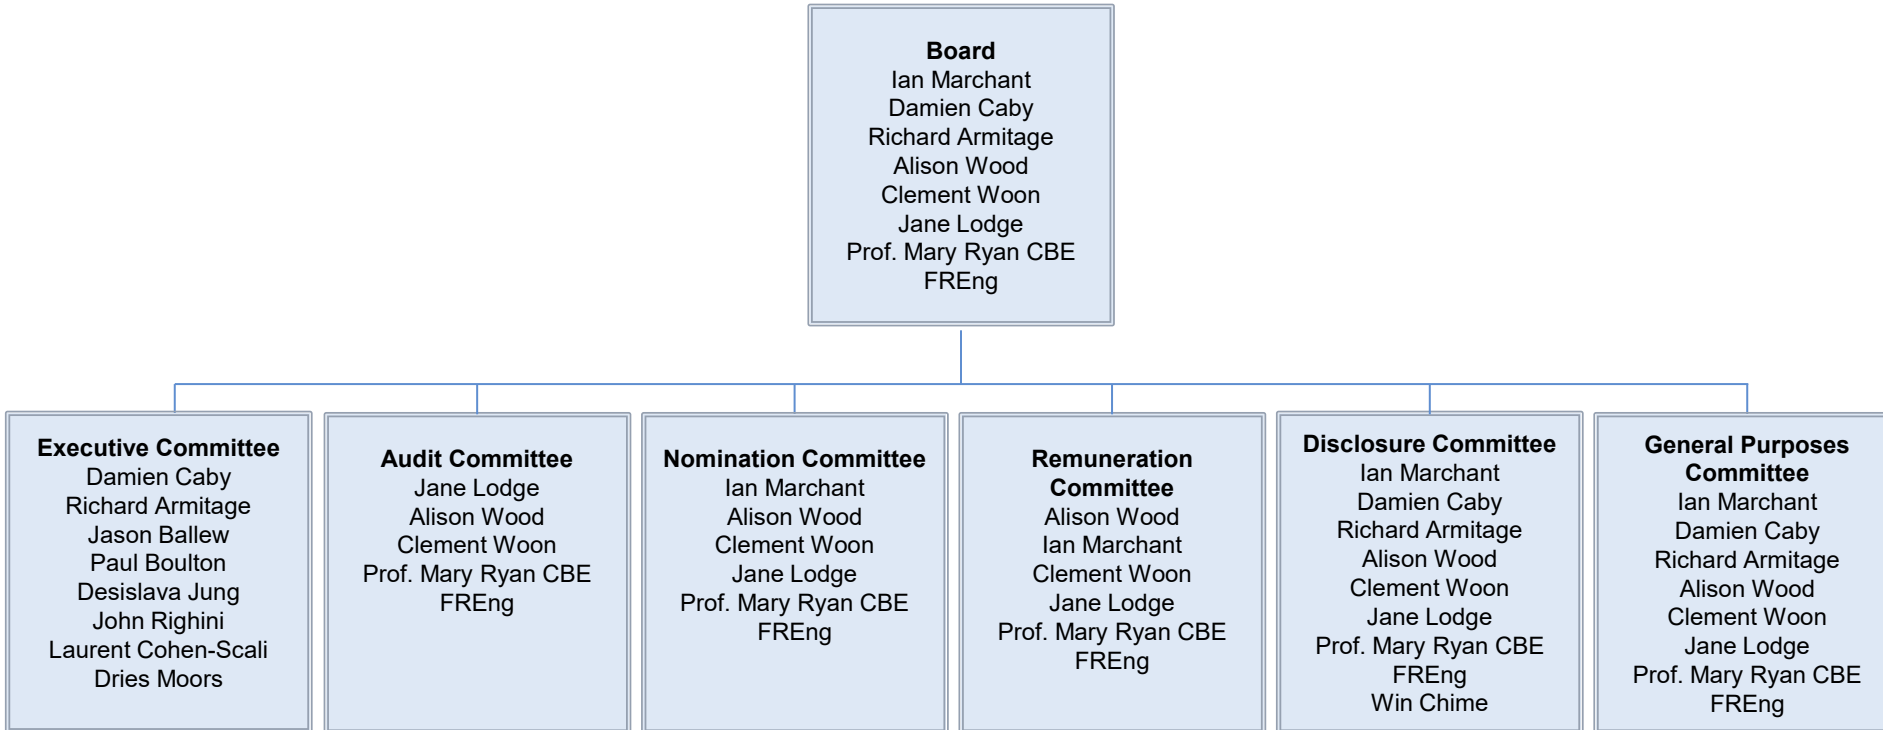 Board
Ian Marchant
Damien Caby
Richard Armitage
Alison Wood
Clement Woon
Jane Lodge
Prof. Mary Ryan CBE
FREng
Executive Committee
Damien Caby
Richard Armitage
Jason Ballew
Paul Boulton
Desislava Jung
John Righini
Laurent Cohen-Scali
Dries Moors
Audit Committee
Jane Lodge
Alison Wood
Clement Woon
Prof. Mary Ryan CBE
FREng
Nomination Committee
Ian Marchant
Alison Wood
Clement Woon
Jane Lodge
Prof. Mary Ryan CBE
FREng
Remuneration
Committee
Alison Wood
Ian Marchant
Clement Woon
Jane Lodge
Prof. Mary Ryan CBE
FREng
Disclosure Committee
Ian Marchant
Damien Caby
Richard Armitage
Alison Wood
Clement Woon
Jane Lodge
Prof. Mary Ryan CBE
FREng
Win Chime
General Purposes
Committee
Ian Marchant
Damien Caby
Richard Armitage
Alison Wood
Clement Woon
Jane Lodge
Prof. Mary Ryan CBE
FREng